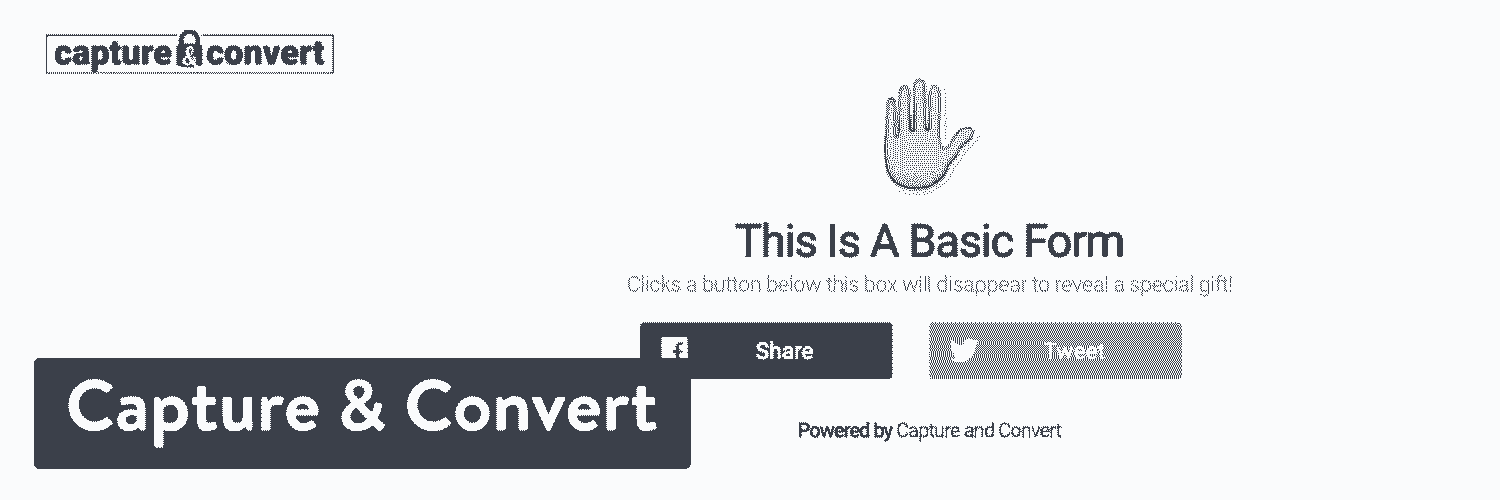 capture & convert
This Is A Basic Form
Clicks a button below this box will disappear to reveal a special gift!
Share
Tweet
Capture & Convert
Powered by Capture and Convert